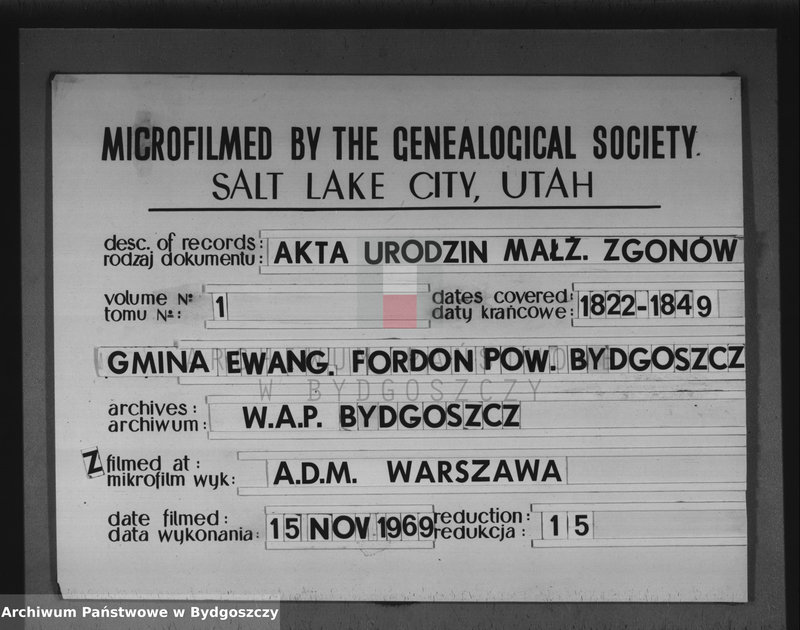 MICROFILMED BY THE GENEALOGICAL SOCIETY.
SALT LAKE CITY, UTAH
desc. of records: AKTA URODZIN MAŁŻ. ZGONÓW
rodzaj dokumentu:
volume №: 1 dates covered: 1822-1849
tomu №: daty krańcowe:
GMINA EWANG. FORDON POW. BYDGOSZCZ
W BYDGOSZCZY
archives: W.A.P. BYDGOSZCZ
archiwum:
Z filmed at: A.D.M. WARSZAWA
mikrofilm wyk:
date filmed: 15 NOV 1969 reduction: 15
data wykonania: redukcja:
Archiwum Państwowe w Bydgoszczy